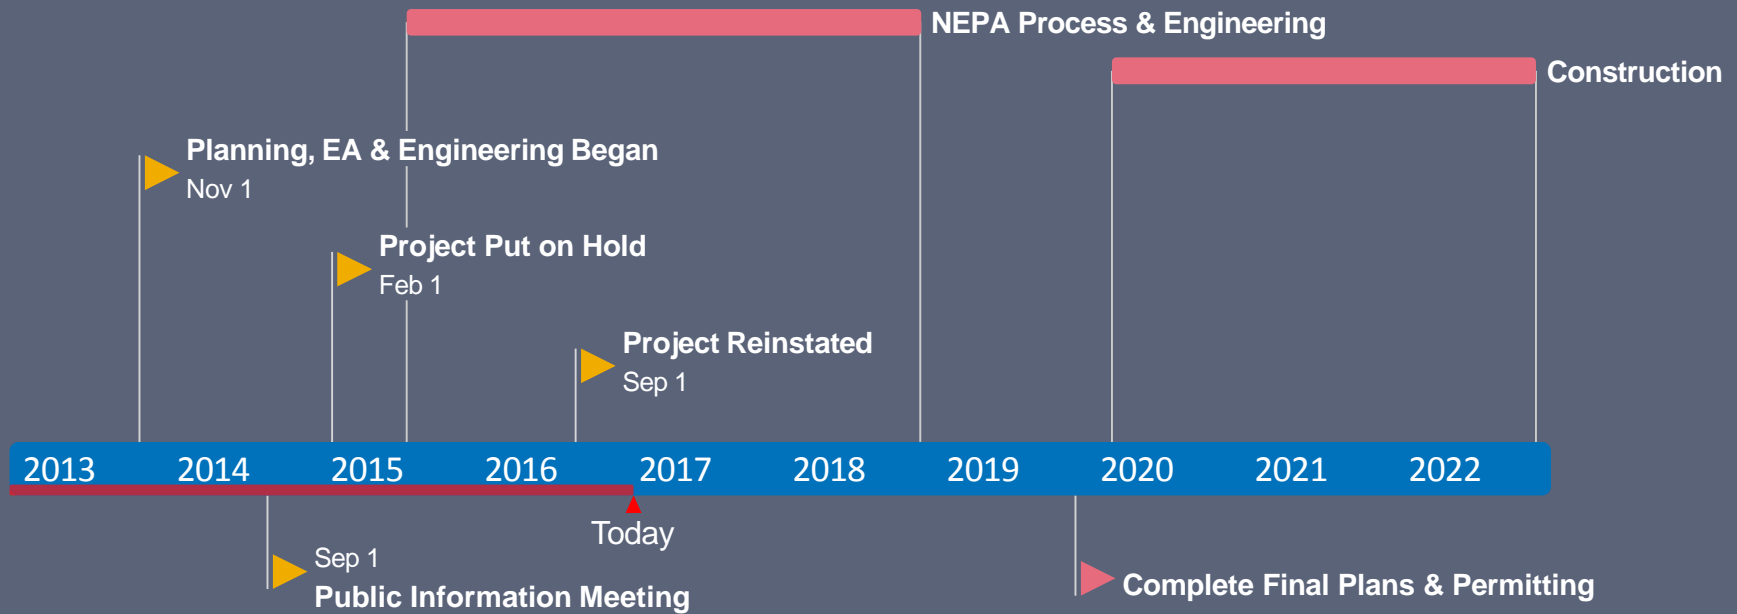 NEPA Process & Engineering
Construction
Planning, EA & Engineering Began
Nov 1
Project Put on Hold
Feb 1
Project Reinstated
Sep 1
2013 2014 2015 2016 2017 2018 2019 2020 2021 2022
Today
Sep 1
Public Information Meeting
Complete Final Plans & Permitting